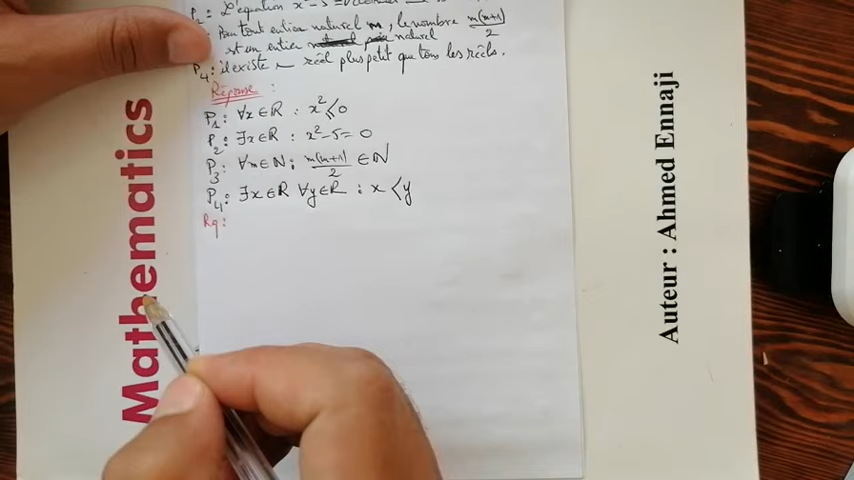 P₂ : L'équation x²-5
: Pour tout entier naturel n, le nombre n(n+1)/2
est un entier naturel
P₄ : il existe un réel plus petit que tous les réels.
Réponse :
P₁ : ∀x∈R : x²⩽0
P₂ : ∃x∈R : x²-5=0
P₃ : ∀n∈N : n(n+1)/2 ∈N
P₄ : ∃x∈R ∀y∈R : x<y
Rq :
Mathematics
Auteur : Ahmed Ennaji